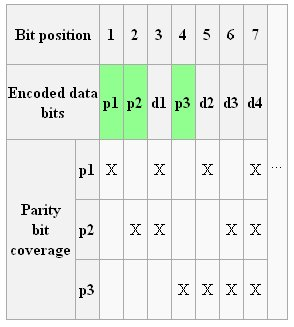 Bit position 1 2 3 4 5 6 7
Encoded data bits p1 p2 d1 p3 d2 d3 d4
Parity bit coverage
p1 X X X X ...
p2 X X X X
p3 X X X X